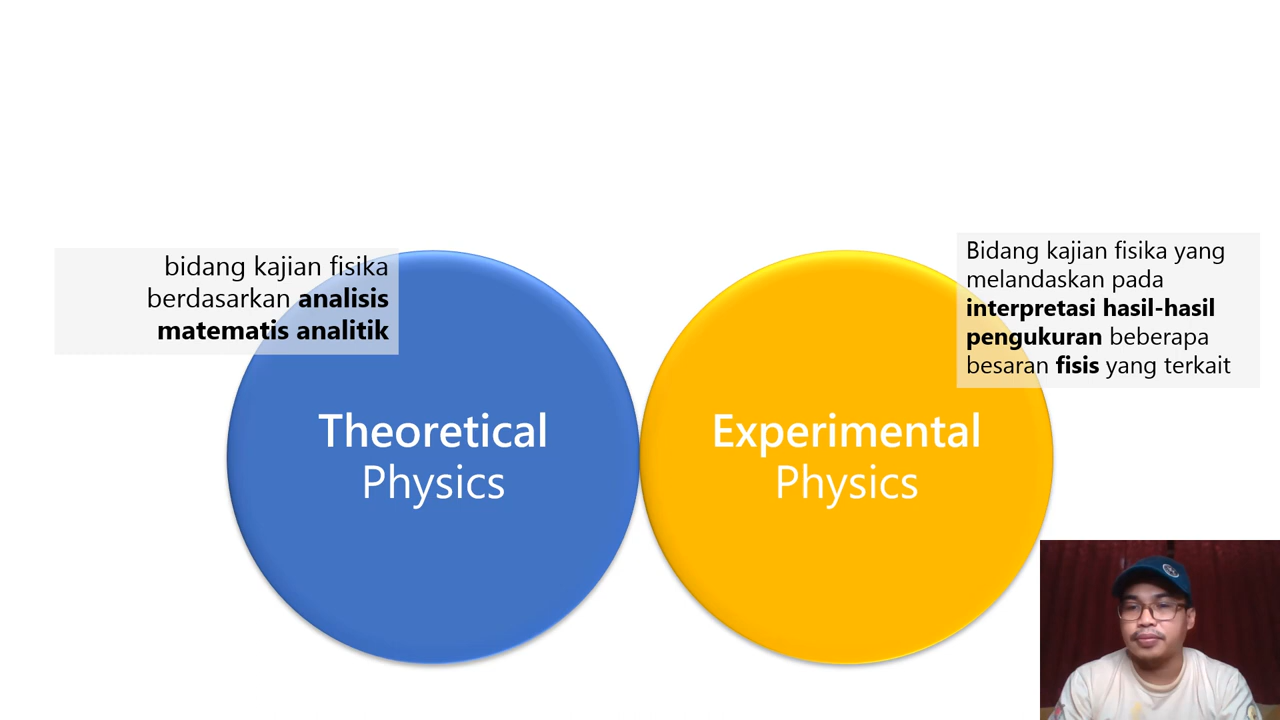 bidang kajian fisika
berdasarkan analisis
matematis analitik
Theoretical
Physics
Bidang kajian fisika yang
melandaskan pada
interpretasi hasil-hasil
pengukuran beberapa
besaran fisis yang terkait
Experimental
Physics